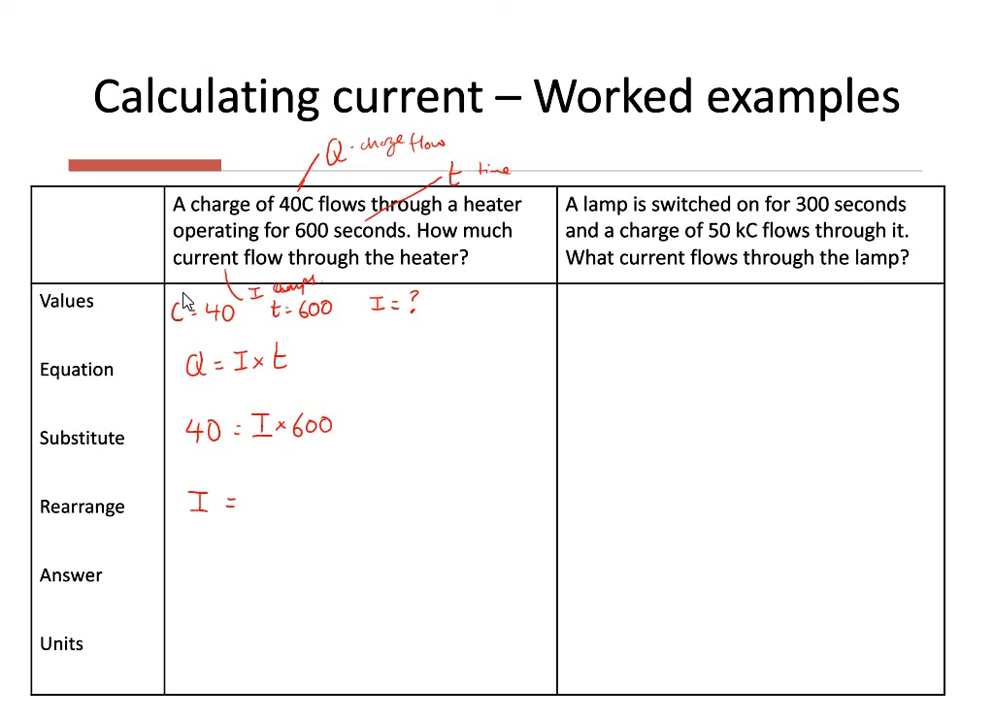 Calculating current – Worked examples
Q - charge flow
t time
A charge of 40C flows through a heater
operating for 600 seconds. How much
current flow through the heater?
A lamp is switched on for 300 seconds
and a charge of 50 kC flows through it.
What current flows through the lamp?
I
Values
C = 40 t = 600 I = ?
Equation
Q = I × t
Substitute
40 = I × 600
Rearrange
I =
Answer
Units